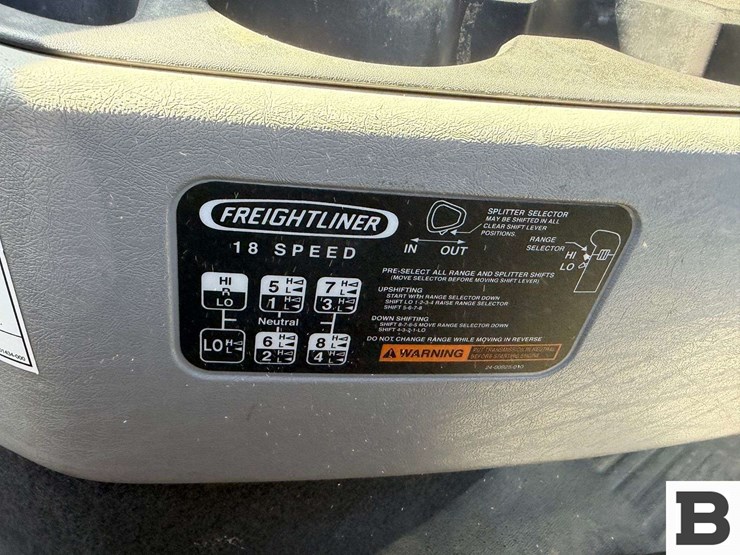 FREIGHTLINER
18 SPEED
SPLITTER SELECTOR
MAY BE SHIFTED IN ALL
CLEAR SHIFT LEVER
POSITIONS.
IN OUT
RANGE
SELECTOR
HI
LO
PRE-SELECT ALL RANGE AND SPLITTER SHIFTS
(MOVE SELECTOR BEFORE MOVING SHIFT LEVER)
UPSHIFTING
START WITH RANGE SELECTOR DOWN
SHIFT LO 1-2-3-4 RAISE RANGE SELECTOR
SHIFT 5-6-7-8
DOWN SHIFTING
SHIFT 8-7-6-5 MOVE RANGE SELECTOR DOWN
SHIFT 4-3-2-1-LO
DO NOT CHANGE RANGE WHILE MOVING IN REVERSE
WARNING
HI
R
LO
5 H L
1 H L
7 H L
3 H L
Neutral
LO H L
6 H L
2 H L
8 H L
4 H L
B